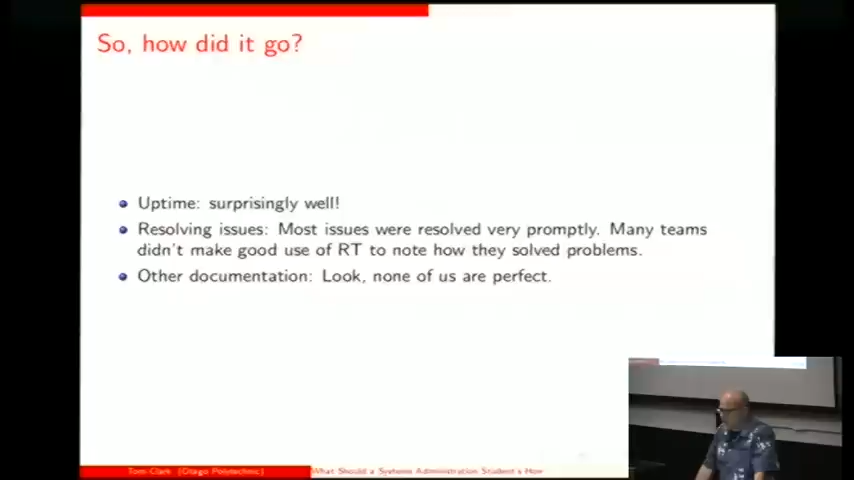 So, how did it go?
Uptime: surprisingly well!
Resolving issues: Most issues were resolved very promptly. Many teams
didn't make good use of RT to note how they solved problems.
Other documentation: Look, none of us are perfect.
Tom Clark (Otago Polytechnic)
What Should a Systems Administration Student's How